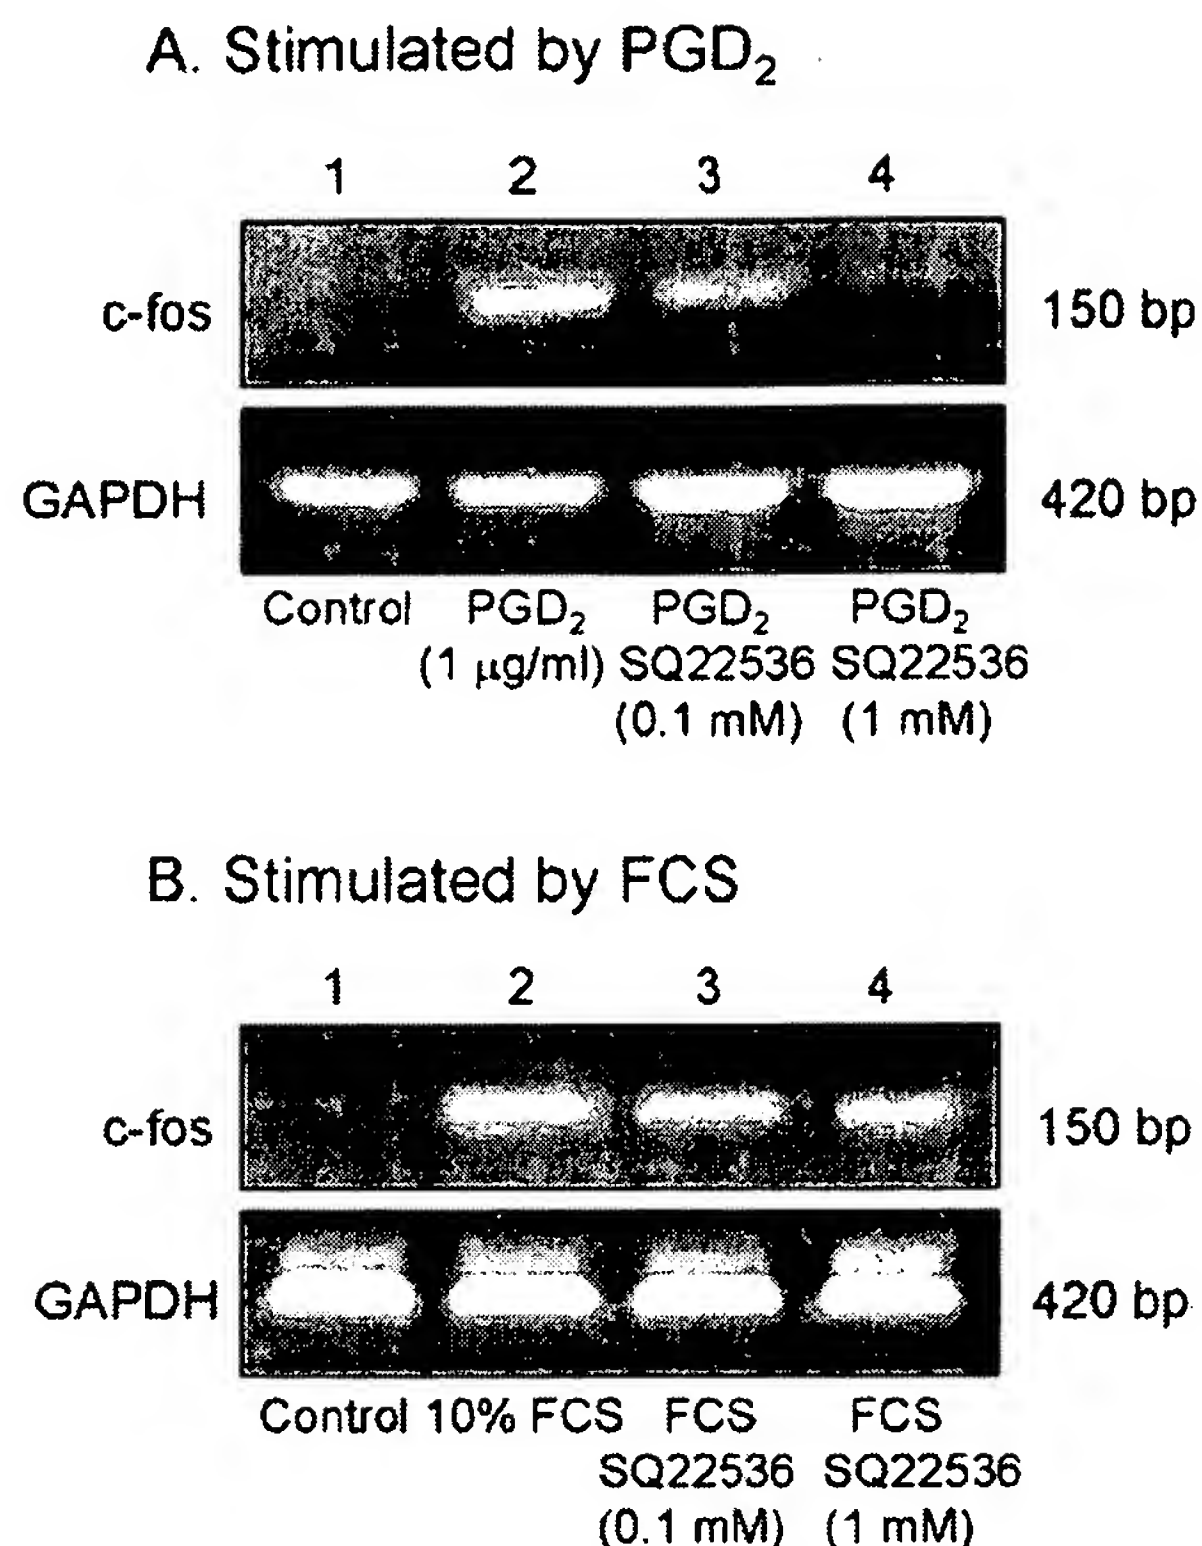 A. Stimulated by PGD₂
1 2 3 4
c-fos 150 bp
GAPDH 420 bp
Control PGD₂ PGD₂ PGD₂
(1 μg/ml) SQ22536 SQ22536
(0.1 mM) (1 mM)
B. Stimulated by FCS
1 2 3 4
c-fos 150 bp
GAPDH 420 bp
Control 10% FCS FCS FCS
SQ22536 SQ22536
(0.1 mM) (1 mM)